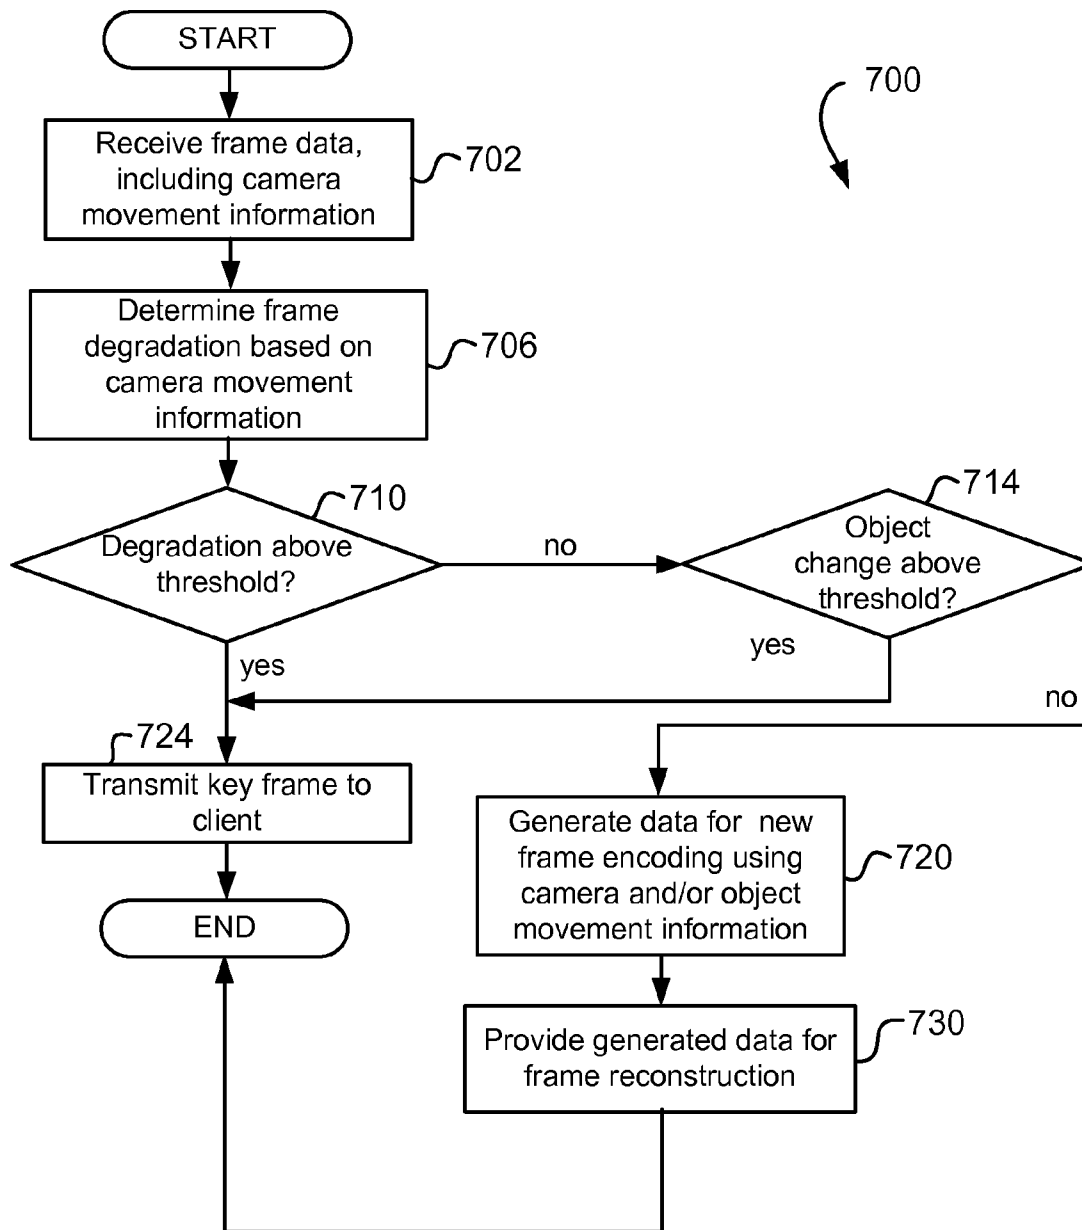 START
700
Receive frame data,
including camera
movement information
702
Determine frame
degradation based on
camera movement
information
706
710
Degradation above
threshold?
no
714
Object
change above
threshold?
yes
yes
no
724
Transmit key frame to
client
Generate data for new
frame encoding using
camera and/or object
movement information
720
END
Provide generated data for
frame reconstruction
730